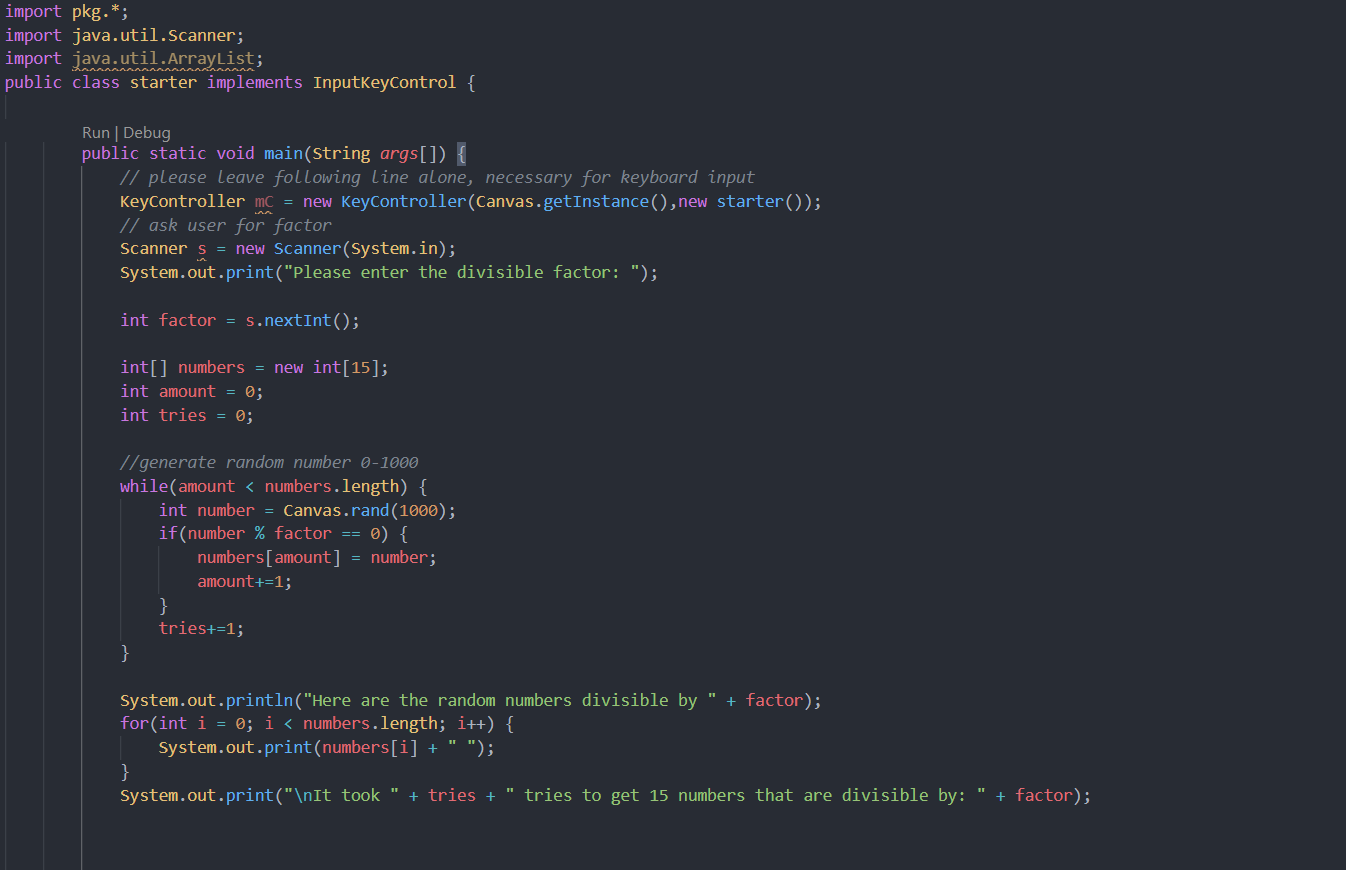 import pkg.*;
import java.util.Scanner;
import java.util.ArrayList;
public class starter implements InputKeyControl {
Run | Debug
public static void main(String args[]) {
// please leave following line alone, necessary for keyboard input
KeyController mC = new KeyController(Canvas.getInstance(),new starter());
// ask user for factor
Scanner s = new Scanner(System.in);
System.out.print("Please enter the divisible factor: ");
int factor = s.nextInt();
int[] numbers = new int[15];
int amount = 0;
int tries = 0;
//generate random number 0-1000
while(amount < numbers.length) {
int number = Canvas.rand(1000);
if(number % factor == 0) {
numbers[amount] = number;
amount+=1;
}
tries+=1;
}
System.out.println("Here are the random numbers divisible by " + factor);
for(int i = 0; i < numbers.length; i++) {
System.out.print(numbers[i] + " ");
}
System.out.print("\nIt took " + tries + " tries to get 15 numbers that are divisible by: " + factor);